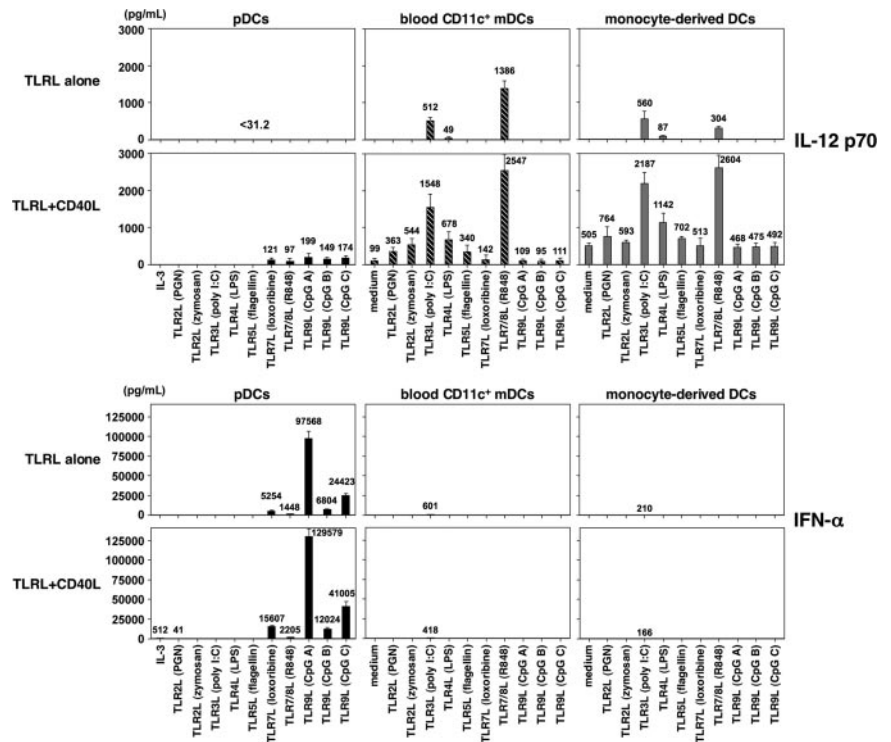 (pg/mL)
pDCs
blood CD11c+ mDCs
monocyte-derived DCs
TLRL alone
3000
2000
1000
0
<31.2
512
49
1386
560
87
304
IL-12 p70
TLRL+CD40L
3000
2000
1000
0
121
97
199
149
174
99
363
544
1548
678
340
142
2547
109
95
111
505
764
593
2187
1142
702
513
2604
468
475
492
IL-3
TLR2L (PGN)
TLR2L (zymosan)
TLR3L (poly I:C)
TLR4L (LPS)
TLR5L (flagellin)
TLR7L (loxoribine)
TLR7/8L (R848)
TLR9L (CpG A)
TLR9L (CpG B)
TLR9L (CpG C)
medium
TLR2L (PGN)
TLR2L (zymosan)
TLR3L (poly I:C)
TLR4L (LPS)
TLR5L (flagellin)
TLR7L (loxoribine)
TLR7/8L (R848)
TLR9L (CpG A)
TLR9L (CpG B)
TLR9L (CpG C)
medium
TLR2L (PGN)
TLR2L (zymosan)
TLR3L (poly I:C)
TLR4L (LPS)
TLR5L (flagellin)
TLR7L (loxoribine)
TLR7/8L (R848)
TLR9L (CpG A)
TLR9L (CpG B)
TLR9L (CpG C)
(pg/mL)
pDCs
blood CD11c+ mDCs
monocyte-derived DCs
TLRL alone
125000
100000
75000
50000
25000
0
5254
1448
97568
6804
24423
601
210
IFN-α
TLRL+CD40L
125000
100000
75000
50000
25000
0
512
41
15607
2205
129579
12024
41005
418
166
IL-3
TLR2L (PGN)
TLR2L (zymosan)
TLR3L (poly I:C)
TLR4L (LPS)
TLR5L (flagellin)
TLR7L (loxoribine)
TLR7/8L (R848)
TLR9L (CpG A)
TLR9L (CpG B)
TLR9L (CpG C)
medium
TLR2L (PGN)
TLR2L (zymosan)
TLR3L (poly I:C)
TLR4L (LPS)
TLR5L (flagellin)
TLR7L (loxoribine)
TLR7/8L (R848)
TLR9L (CpG A)
TLR9L (CpG B)
TLR9L (CpG C)
medium
TLR2L (PGN)
TLR2L (zymosan)
TLR3L (poly I:C)
TLR4L (LPS)
TLR5L (flagellin)
TLR7L (loxoribine)
TLR7/8L (R848)
TLR9L (CpG A)
TLR9L (CpG B)
TLR9L (CpG C)